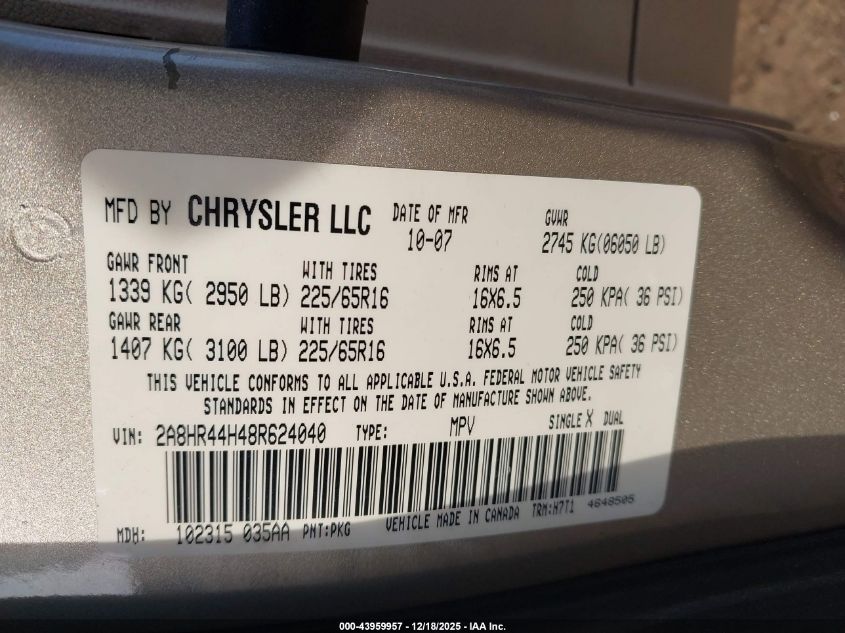 MFD BY CHRYSLER LLC DATE OF MFR GVWR
10-07 2745 KG(06050 LB)
GAWR FRONT WITH TIRES RIMS AT COLD
1339 KG( 2950 LB) 225/65R16 16X6.5 250 KPA( 36 PSI)
GAWR REAR WITH TIRES RIMS AT COLD
1407 KG( 3100 LB) 225/65R16 16X6.5 250 KPA( 36 PSI)
THIS VEHICLE CONFORMS TO ALL APPLICABLE U.S.A. FEDERAL MOTOR VEHICLE SAFETY
STANDARDS IN EFFECT ON THE DATE OF MANUFACTURE SHOWN ABOVE.
VIN: 2A8HR44H48R624040 TYPE: MPV SINGLE X DUAL
MDH: 102315 035AA PNT:PKG VEHICLE MADE IN CANADA TRM:H7T1 4648505
000-43959957 - 12/18/2025 - IAA Inc.